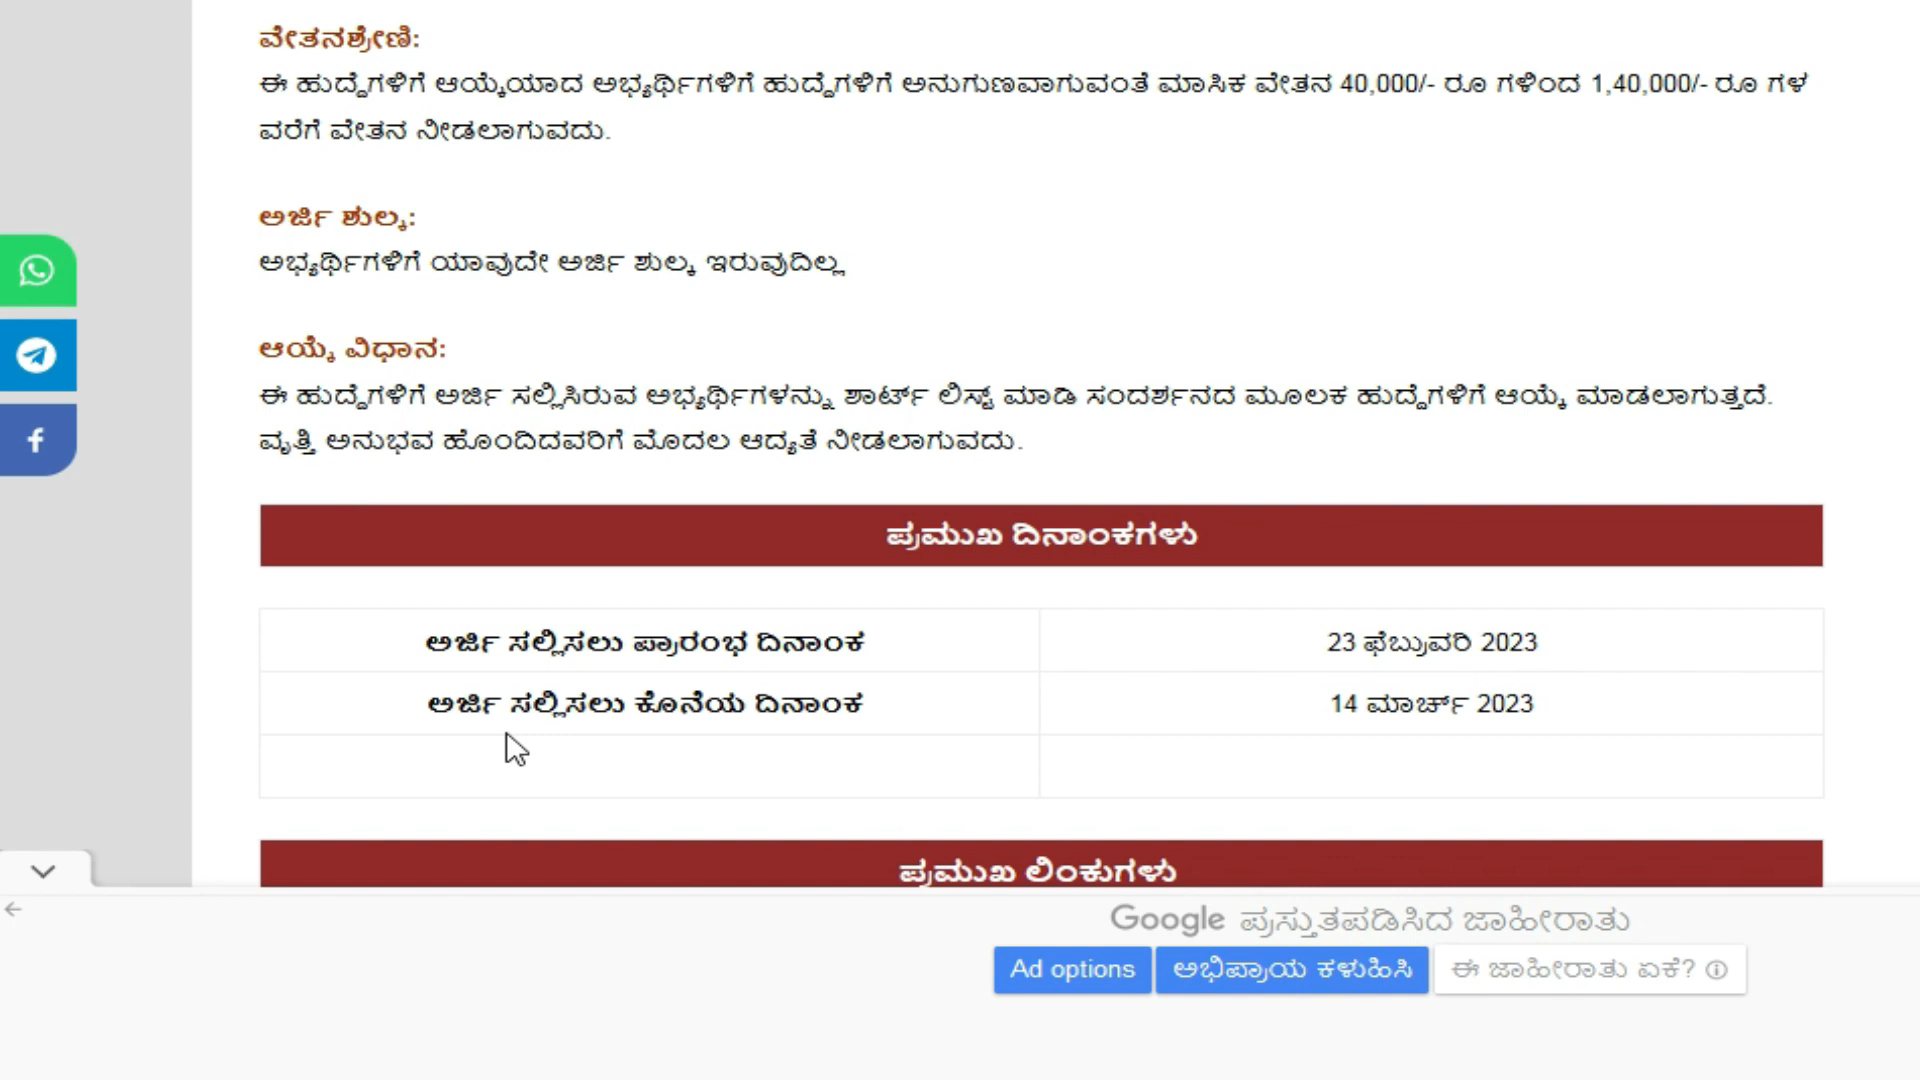 ವೇತನಶ್ರೇಣಿ:
ಈ ಹುದ್ದೆಗಳಿಗೆ ಆಯ್ಕೆಯಾದ ಅಭ್ಯರ್ಥಿಗಳಿಗೆ ಹುದ್ದೆಗಳಿಗೆ ಅನುಗುಣವಾಗುವಂತೆ ಮಾಸಿಕ ವೇತನ 40,000/- ರೂ ಗಳಿಂದ 1,40,000/- ರೂ ಗಳ
ವರೆಗೆ ವೇತನ ನೀಡಲಾಗುವದು.
ಅರ್ಜಿ ಶುಲ್ಕ:
ಅಭ್ಯರ್ಥಿಗಳಿಗೆ ಯಾವುದೇ ಅರ್ಜಿ ಶುಲ್ಕ ಇರುವುದಿಲ್ಲ
ಆಯ್ಕೆ ವಿಧಾನ:
ಈ ಹುದ್ದೆಗಳಿಗೆ ಅರ್ಜಿ ಸಲ್ಲಿಸಿರುವ ಅಭ್ಯರ್ಥಿಗಳನ್ನು ಶಾರ್ಟ್ ಲಿಸ್ಟ್ ಮಾಡಿ ಸಂದರ್ಶನದ ಮೂಲಕ ಹುದ್ದೆಗಳಿಗೆ ಆಯ್ಕೆ ಮಾಡಲಾಗುತ್ತದೆ.
ವೃತ್ತಿ ಅನುಭವ ಹೊಂದಿದವರಿಗೆ ಮೊದಲ ಆದ್ಯತೆ ನೀಡಲಾಗುವದು.
ಪ್ರಮುಖ ದಿನಾಂಕಗಳು
ಅರ್ಜಿ ಸಲ್ಲಿಸಲು ಪ್ರಾರಂಭ ದಿನಾಂಕ 23 ಫೆಬ್ರುವರಿ 2023
ಅರ್ಜಿ ಸಲ್ಲಿಸಲು ಕೊನೆಯ ದಿನಾಂಕ 14 ಮಾರ್ಚ್ 2023
ಪ್ರಮುಖ ಲಿಂಕುಗಳು
Google ಪ್ರಸ್ತುತಪಡಿಸಿದ ಜಾಹೀರಾತು
Ad options ಅಭಿಪ್ರಾಯ ಕಳುಹಿಸಿ ಈ ಜಾಹೀರಾತು ಏಕೆ?